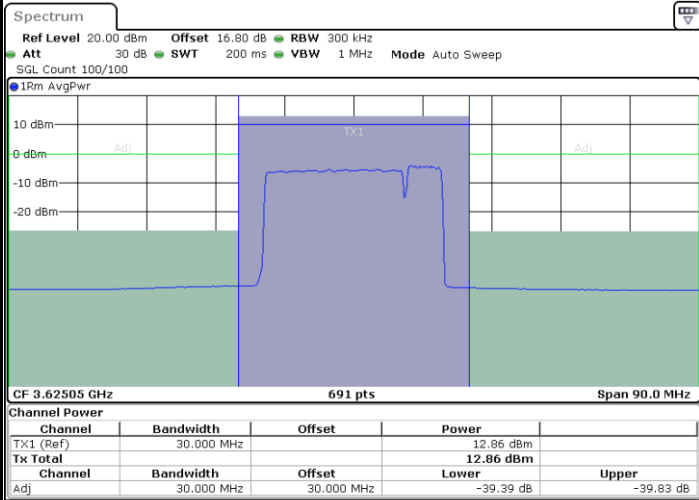 Spectrum
Ref Level 20.00 dBm Offset 16.80 dB RBW 300 kHz
Att 30 dB SWT 200 ms VBW 1 MHz Mode Auto Sweep
SGL Count 100/100
1Rm AvgPwr
10 dBm
TX1
Adj Adj
0 dBm
-10 dBm
-20 dBm
CF 3.62505 GHz 691 pts Span 90.0 MHz
Channel Power
Channel Bandwidth Offset Power
TX1 (Ref) 30.000 MHz 12.86 dBm
Tx Total 12.86 dBm
Channel Bandwidth Offset Lower Upper
Adj 30.000 MHz 30.000 MHz -39.39 dB -39.83 dB